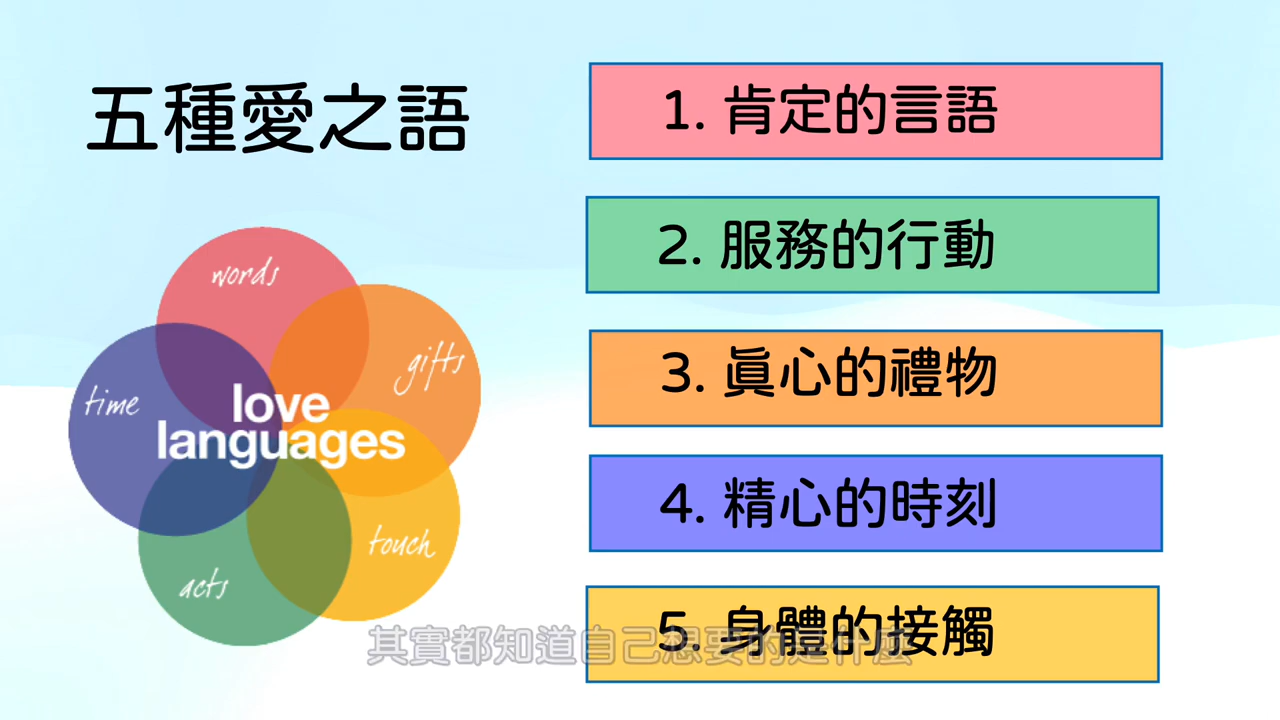 五種愛之語
words
gifts
time
love
languages
touch
acts
1. 肯定的言語
2. 服務的行動
3. 眞心的禮物
4. 精心的時刻
5. 身體的接觸
其實都知道自己想要的是什麼